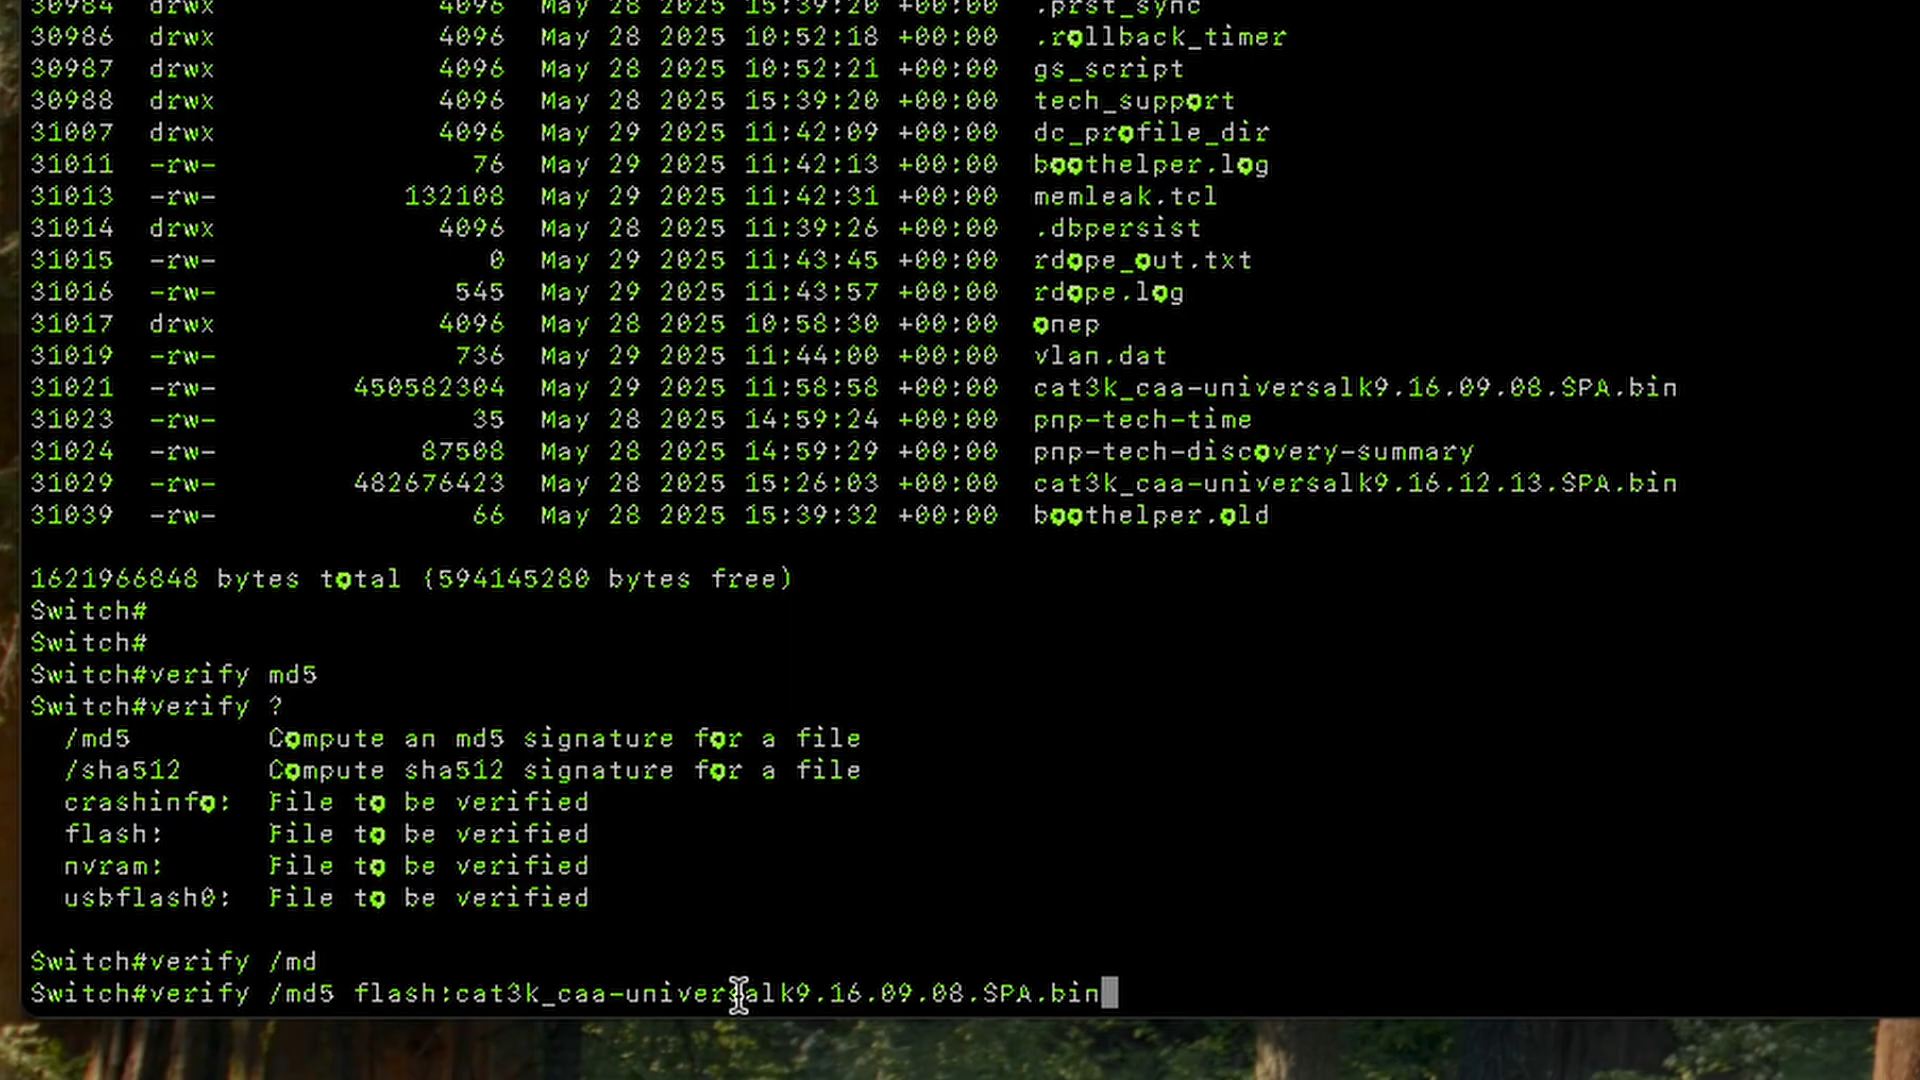 30984 drwx 4096 May 28 2025 15:39:20 +00:00 .prst_sync
30986 drwx 4096 May 28 2025 10:52:18 +00:00 .rollback_timer
30987 drwx 4096 May 28 2025 10:52:21 +00:00 gs_script
30988 drwx 4096 May 28 2025 15:39:20 +00:00 tech_support
31007 drwx 4096 May 29 2025 11:42:09 +00:00 dc_profile_dir
31011 -rw- 76 May 29 2025 11:42:13 +00:00 boothelper.log
31013 -rw- 132108 May 29 2025 11:42:31 +00:00 memleak.tcl
31014 drwx 4096 May 28 2025 11:39:26 +00:00 .dbpersist
31015 -rw- 0 May 29 2025 11:43:45 +00:00 rdope_out.txt
31016 -rw- 545 May 29 2025 11:43:57 +00:00 rdope.log
31017 drwx 4096 May 28 2025 10:58:30 +00:00 onep
31019 -rw- 736 May 29 2025 11:44:00 +00:00 vlan.dat
31021 -rw- 450582304 May 29 2025 11:58:58 +00:00 cat3k_caa-universalk9.16.09.08.SPA.bin
31023 -rw- 35 May 28 2025 14:59:24 +00:00 pnp-tech-time
31024 -rw- 87508 May 28 2025 14:59:29 +00:00 pnp-tech-discovery-summary
31029 -rw- 482676423 May 28 2025 15:26:03 +00:00 cat3k_caa-universalk9.16.12.13.SPA.bin
31039 -rw- 66 May 28 2025 15:39:32 +00:00 boothelper.old
1621966848 bytes total (594145280 bytes free)
Switch#
Switch#
Switch#verify md5
Switch#verify ?
/md5 Compute an md5 signature for a file
/sha512 Compute sha512 signature for a file
crashinfo: File to be verified
flash: File to be verified
nvram: File to be verified
usbflash0: File to be verified
Switch#verify /md
Switch#verify /md5 flash:cat3k_caa-universalk9.16.09.08.SPA.bin